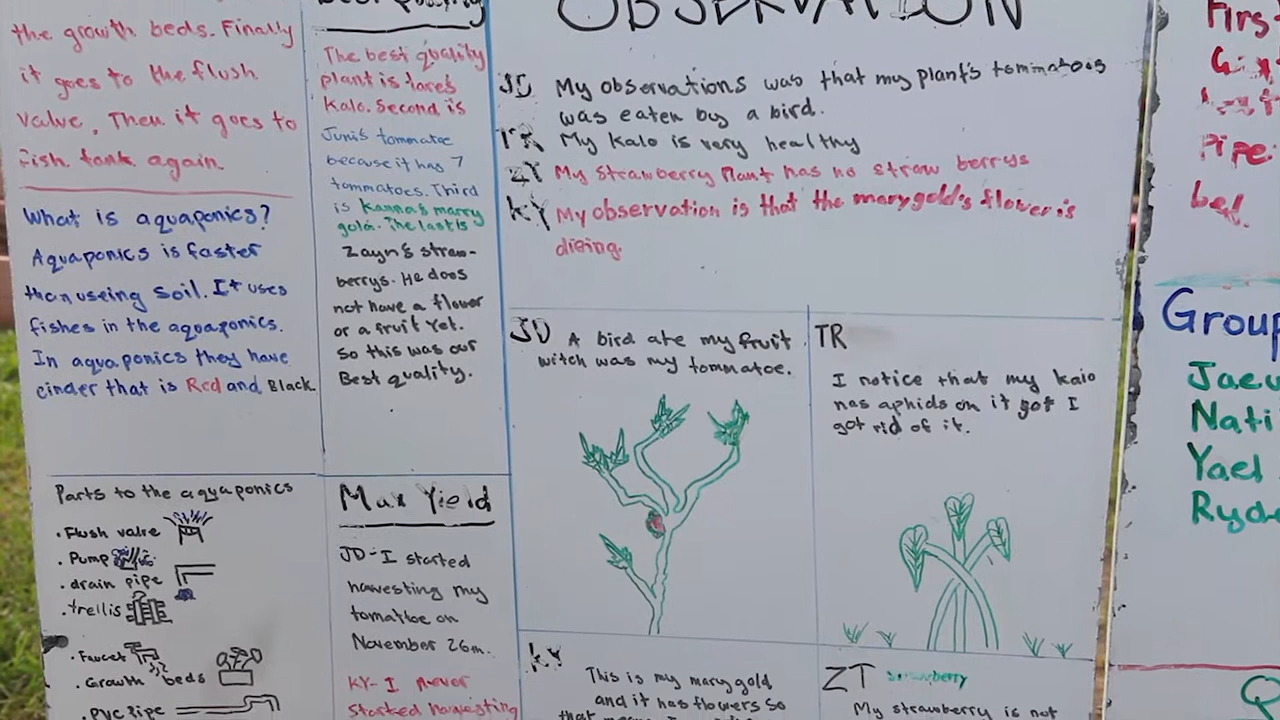 the growth beds. Finally
it goes to the flush
valve, Then it goes to
Fish tank again.
What is aquaponics?
Aquaponics is faster
than useing Soil. It uses
fishes in the aquaponics.
In aquaponics they have
cinder that is Red and Black.
Parts to the aquaponics
• Flush valve
• Pump
• drain pipe
• trellis
• Faucet
• Growth beds
• PVC Pipe
The best quality
plant is tares
Kalo. Second is
Juni's tommatoe
because it has 7
tommatoes. Third
is Kanna's marry
gold. The last is
Zayn's straw-
berrys. He does
not have a flower
or a fruit Yet.
So this was our
Best quality.
Max Yield
JD - I started
harvesting my
tomatoe on
November 26th.
KY - I never
Started harvesting
OBSERVATION
JD My observations was that my plant's tommatoes
was eaten by a bird.
TR My Kalo is very healthy
ZT My Strawberry Plant has no straw berrys
KY My observation is that the marygold's flower is
dieing.
JD A bird ate my fruit
witch was my tommatoe.
TR
I notice that my kalo
has aphids on it got I
got rid of it.
KY
This is my mary gold
and it has flowers so
ZT Strawberry
My strawberry is not
Pipe
bed
Group
Jaeu
Nati
Yael
Ryde